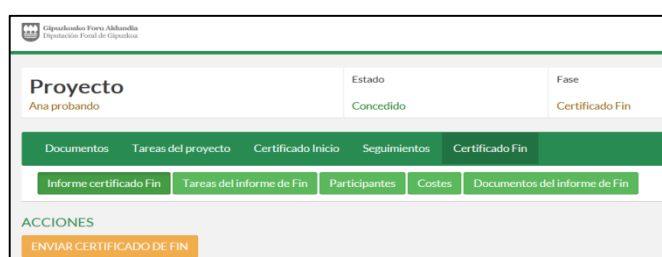 Gipuzkoako Foru Aldundia
Diputación Foral de Gipuzkoa
Proyecto
Ana probando
Estado
Concedido
Fase
Certificado Fin
Documentos Tareas del proyecto Certificado Inicio Seguimientos Certificado Fin
Informe certificado Fin Tareas del informe de Fin Participantes Costes Documentos del informe de Fin
ACCIONES
ENVIAR CERTIFICADO DE FIN